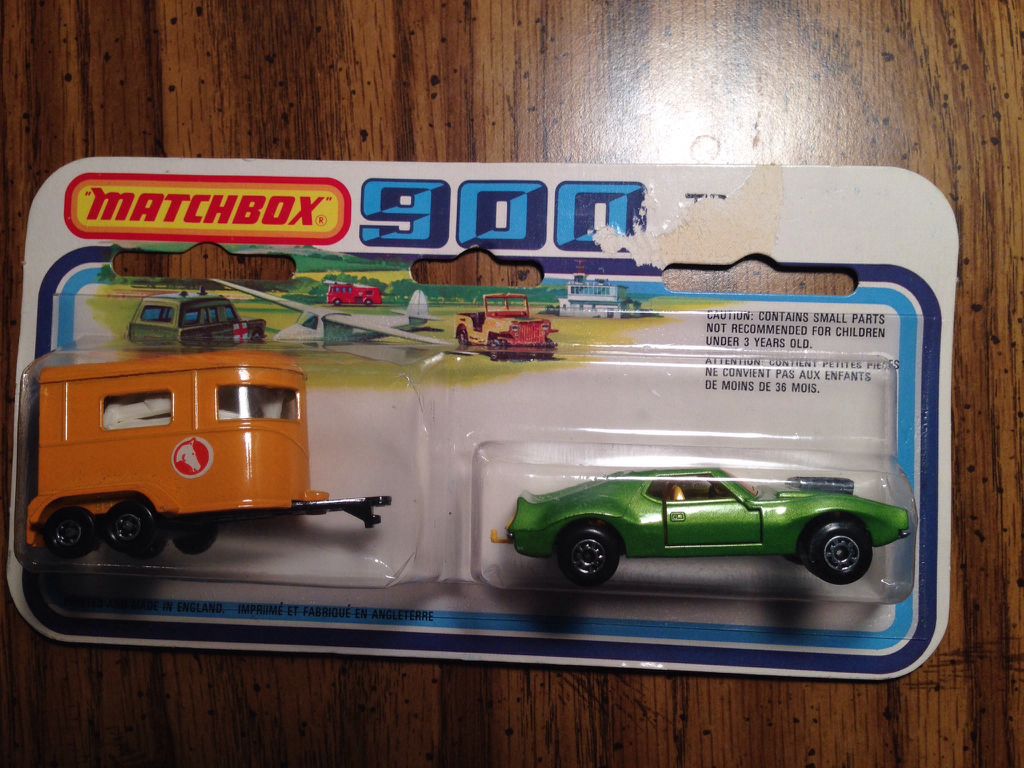 "MATCHBOX"®
900
CAUTION: CONTAINS SMALL PARTS
NOT RECOMMENDED FOR CHILDREN
UNDER 3 YEARS OLD.
ATTENTION: CONTIENT PETITES PIECES
NE CONVIENT PAS AUX ENFANTS
DE MOINS DE 36 MOIS.
AND MADE IN ENGLAND. IMPRIMÉ ET FABRIQUÉ EN ANGLETERRE